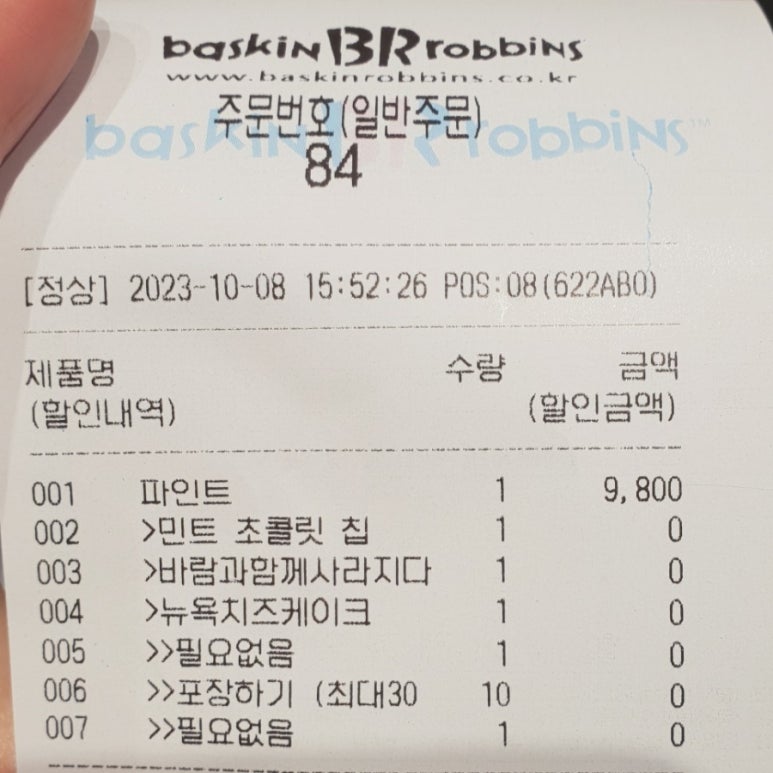 baskin BR robbins
www.baskinrobbins.co.kr
주문번호(일반주문)
baskin BR robbins™
84
[정상] 2023-10-08 15:52:26 POS:08(622AB0)
제품명 수량 금액
(할인내역) (할인금액)
001 파인트 1 9,800
002 >민트 초콜릿 칩 1 0
003 >바람과함께사라지다 1 0
004 >뉴욕치즈케이크 1 0
005 >>필요없음 1 0
006 >>포장하기 (최대30 10 0
007 >>필요없음 1 0